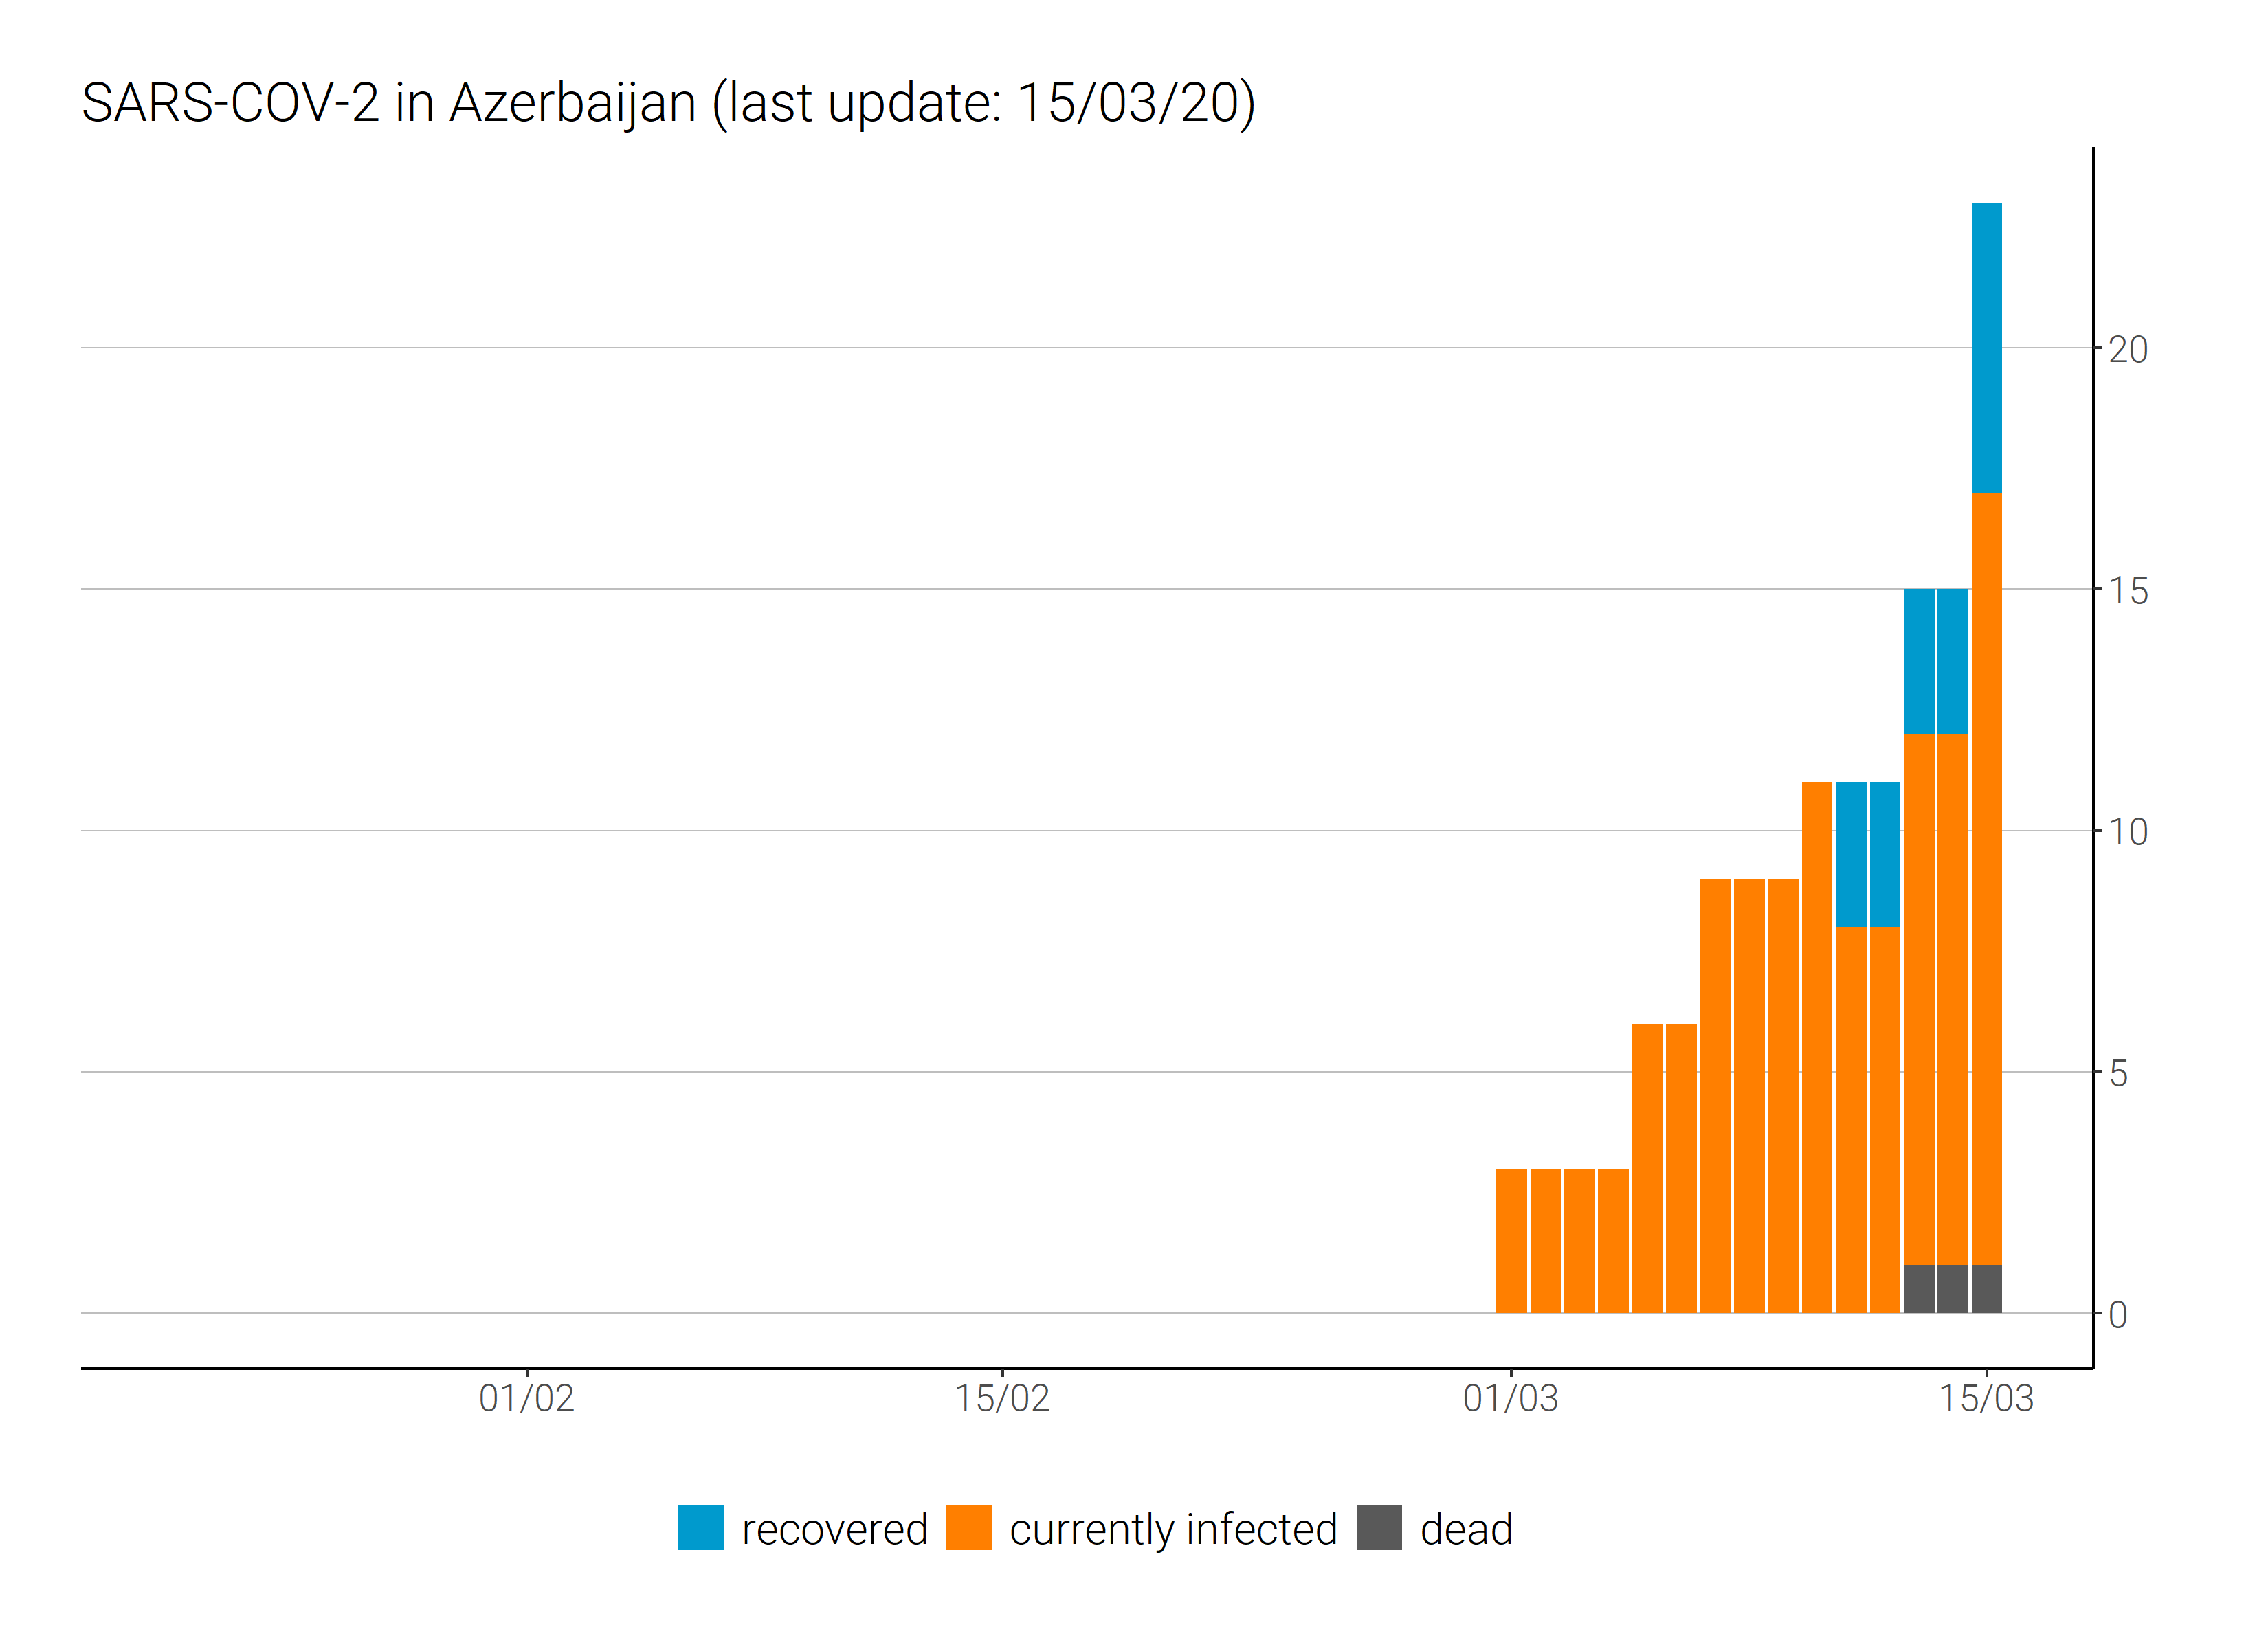 SARS-COV-2 in Azerbaijan (last update: 15/03/20)
20
15
10
5
0
01/02 15/02 01/03 15/03
recovered currently infected dead